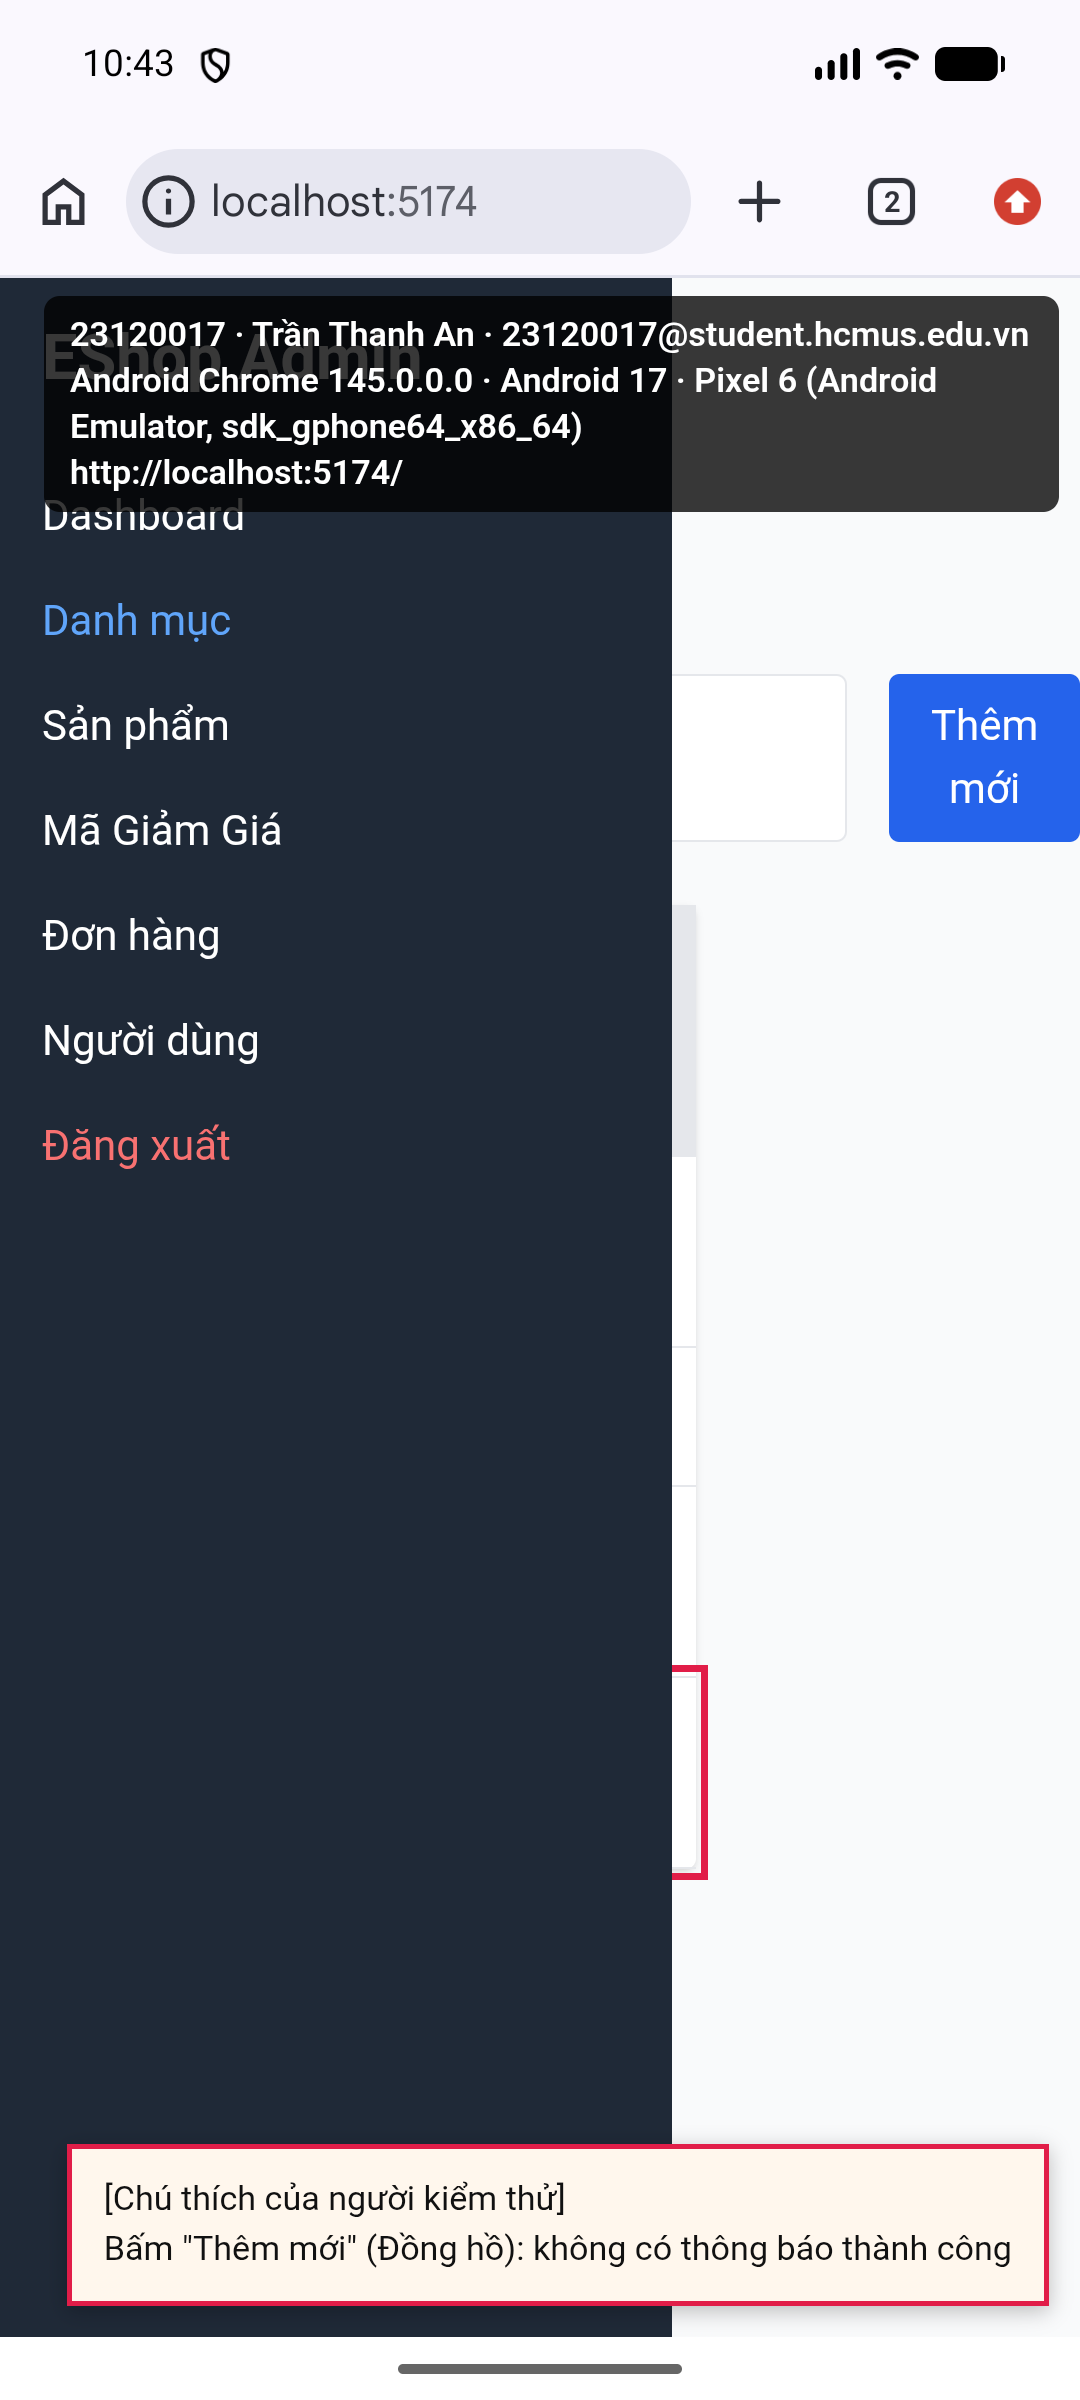 10:43
localhost:5174
2
23120017 · Trần Thanh An · 23120017@student.hcmus.edu.vn
EShop Admin
Android Chrome 145.0.0.0 · Android 17 · Pixel 6 (Android
Emulator, sdk_gphone64_x86_64)
http://localhost:5174/
Dashboard
Danh mục
Sản phẩm
Thêm
mới
Mã Giảm Giá
Đơn hàng
Người dùng
Đăng xuất
[Chú thích của người kiểm thử]
Bấm "Thêm mới" (Đồng hồ): không có thông báo thành công